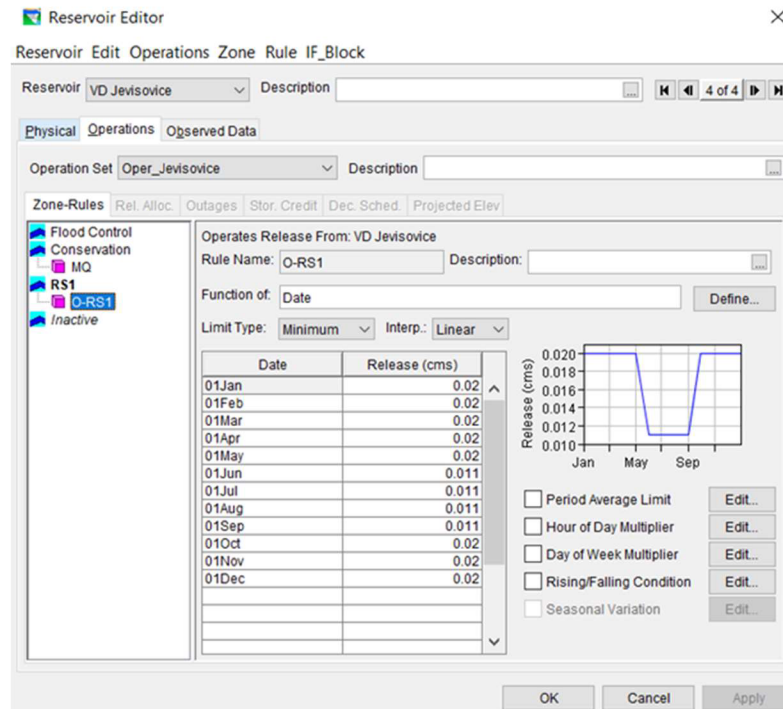 Reservoir Editor
Reservoir Edit Operations Zone Rule IF_Block
Reservoir VD Jevisovice Description ... 4 of 4
Physical Operations Observed Data
Operation Set Oper_Jevisovice Description ...
Zone-Rules Rel. Alloc. Outages Stor. Credit Dec. Sched. Projected Elev
Flood Control
Conservation
MQ
RS1
O-RS1
Inactive
Operates Release From: VD Jevisovice
Rule Name: O-RS1 Description: ...
Function of: Date Define...
Limit Type: Minimum Interp.: Linear
Date Release (cms)
01Jan 0.02
01Feb 0.02
01Mar 0.02
01Apr 0.02
01May 0.02
01Jun 0.011
01Jul 0.011
01Aug 0.011
01Sep 0.011
01Oct 0.02
01Nov 0.02
01Dec 0.02
Release (cms)
0.020
0.018
0.016
0.014
0.012
0.010
Jan May Sep
Period Average Limit Edit...
Hour of Day Multiplier Edit...
Day of Week Multiplier Edit...
Rising/Falling Condition Edit...
Seasonal Variation Edit...
OK Cancel Apply